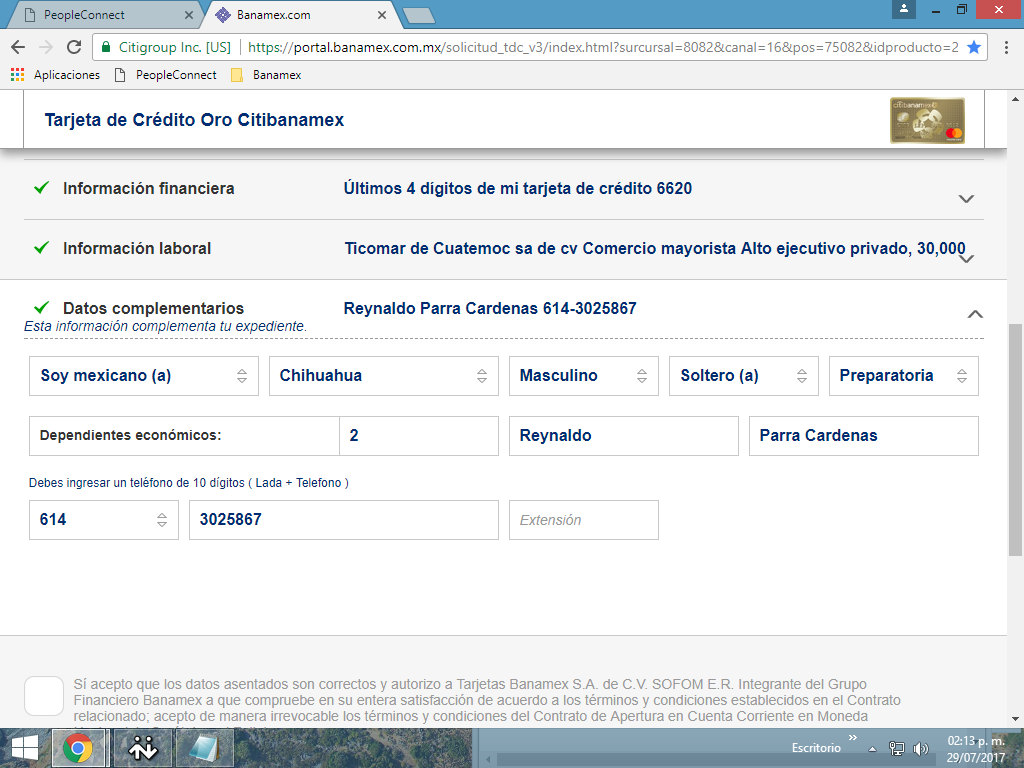 PeopleConnect
Banamex.com
Citigroup Inc. [US]
https://portal.banamex.com.mx/solicitud_tdc_v3/index.html?surcursal=8082&canal=16&pos=75082&idproducto=2
Aplicaciones PeopleConnect Banamex
Tarjeta de Crédito Oro Citibanamex
citibanamex
Información financiera Últimos 4 dígitos de mi tarjeta de crédito 6620
Información laboral Ticomar de Cuatemoc sa de cv Comercio mayorista Alto ejecutivo privado, 30,000
Datos complementarios Reynaldo Parra Cardenas 614-3025867
Esta información complementa tu expediente.
Soy mexicano (a) Chihuahua Masculino Soltero (a) Preparatoria
Dependientes económicos: 2 Reynaldo Parra Cardenas
Debes ingresar un teléfono de 10 dígitos ( Lada + Telefono )
614 3025867 Extensión
Sí acepto que los datos asentados son correctos y autorizo a Tarjetas Banamex S.A. de C.V. SOFOM E.R. Integrante del Grupo
Financiero Banamex a que compruebe en su entera satisfacción de acuerdo a los términos y condiciones establecidos en el Contrato
relacionado; acepto de manera irrevocable los términos y condiciones del Contrato de Apertura en Cuenta Corriente en Moneda
Escritorio
02:13 p. m.
29/07/2017